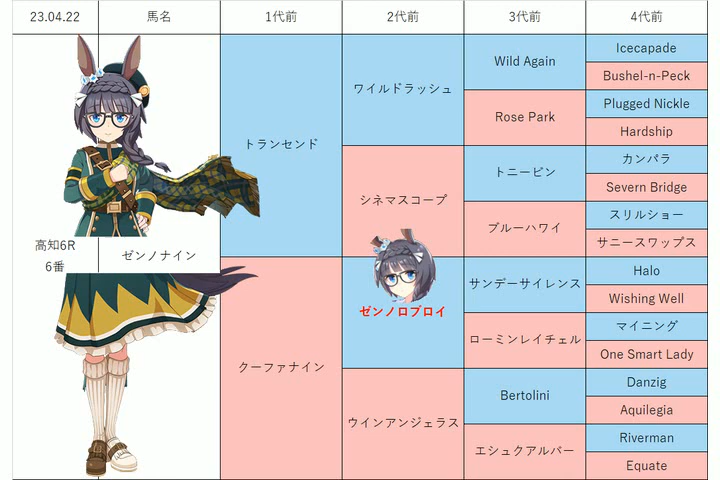 23.04.22 馬名 1代前 2代前 3代前 4代前
高知6R
6番
ゼンノナイン
トランセンド
クーファナイン
ワイルドラッシュ
シネマスコープ
ゼンノロブロイ
ウインアンジェラス
Wild Again
Rose Park
トニービン
ブルーハワイ
サンデーサイレンス
ローミンレイチェル
Bertolini
エシュクアルバー
Icecapade
Bushel-n-Peck
Plugged Nickle
Hardship
カンパラ
Severn Bridge
スリルショー
サニースワップス
Halo
Wishing Well
マイニング
One Smart Lady
Danzig
Aquilegia
Riverman
Equate